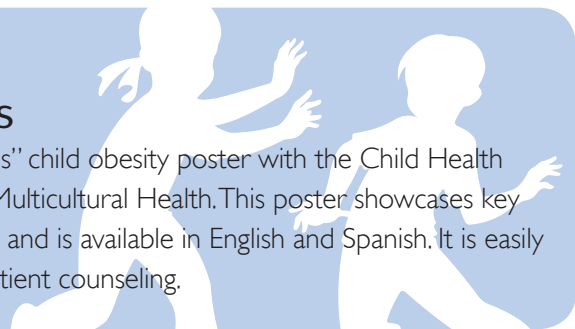 s
s” child obesity poster with the Child Health
Multicultural Health. This poster showcases key
and is available in English and Spanish. It is easily
tient counseling.